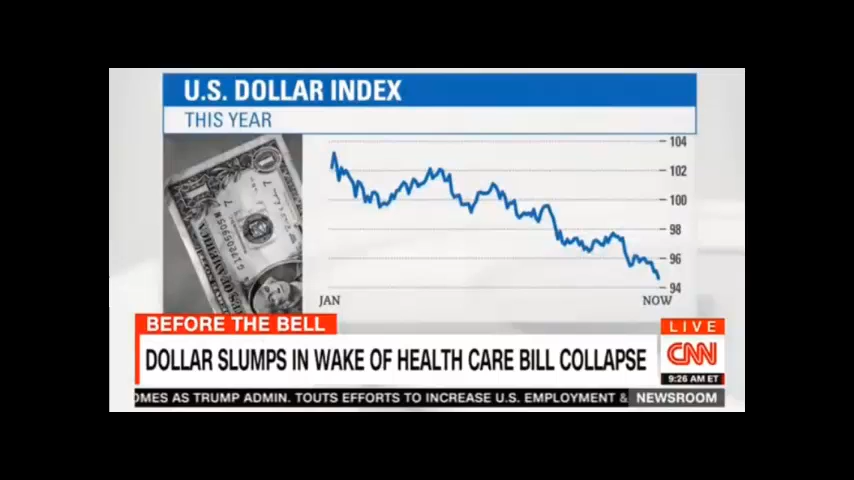 U.S. DOLLAR INDEX
THIS YEAR
104
102
100
98
96
94
JAN
NOW
BEFORE THE BELL
LIVE
DOLLAR SLUMPS IN WAKE OF HEALTH CARE BILL COLLAPSE
CNN
9:26 AM ET
OMES AS TRUMP ADMIN. TOUTS EFFORTS TO INCREASE U.S. EMPLOYMENT &
NEWSROOM